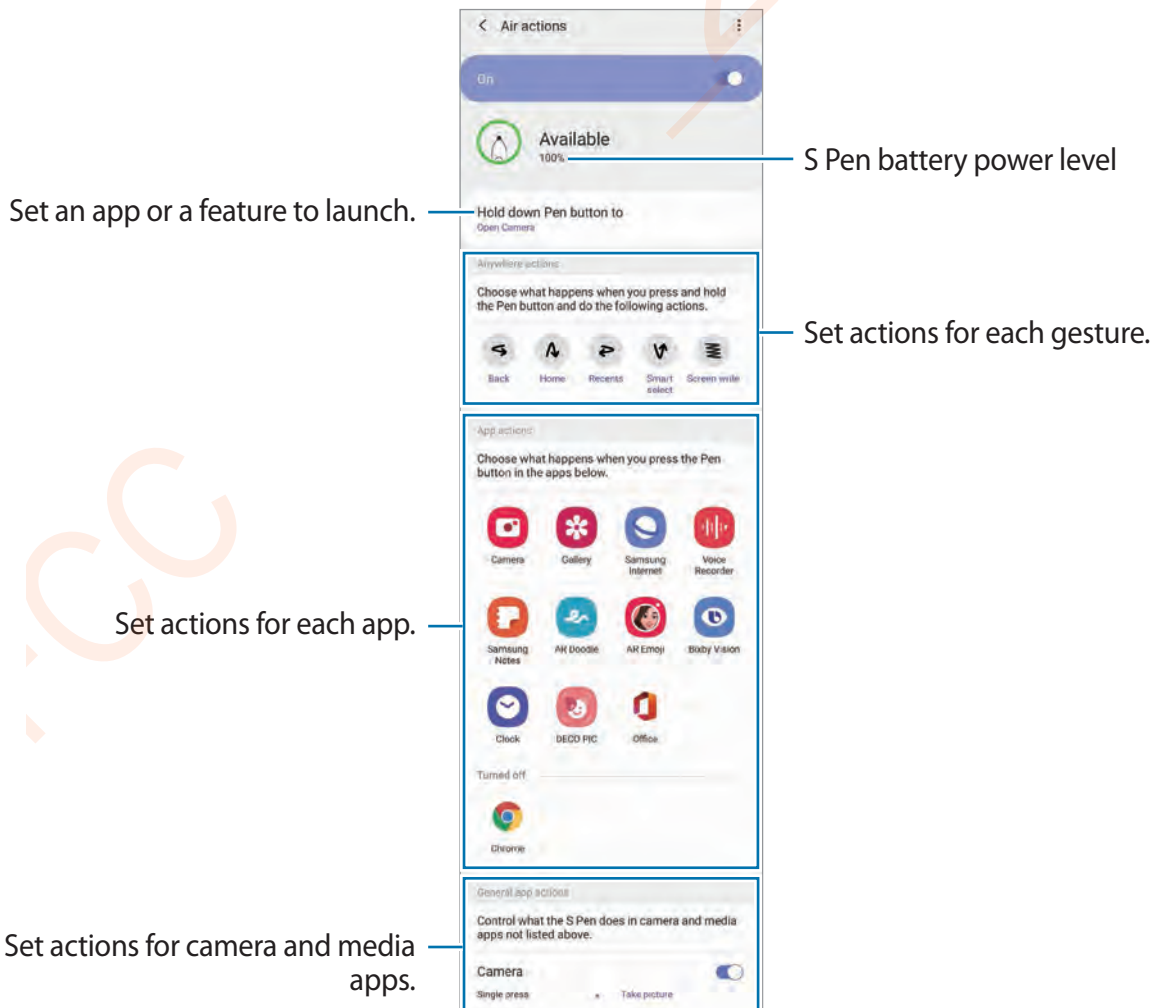 Air actions
On
Available
100%
S Pen battery power level
Set an app or a feature to launch.
Hold down Pen button to
Open Camera
Anywhere actions
Choose what happens when you press and hold
the Pen button and do the following actions.
Set actions for each gesture.
Back Home Recents Smart select Screen write
App actions
Choose what happens when you press the Pen
button in the apps below.
Camera Gallery Samsung Internet Voice Recorder
Set actions for each app.
Samsung Notes AR Doodle AR Emoji Bixby Vision
Clock DECO PIC Office
Turned off
Chrome
General app actions
Control what the S Pen does in camera and media
apps not listed above.
Set actions for camera and media
apps.
Camera
Single press Take picture